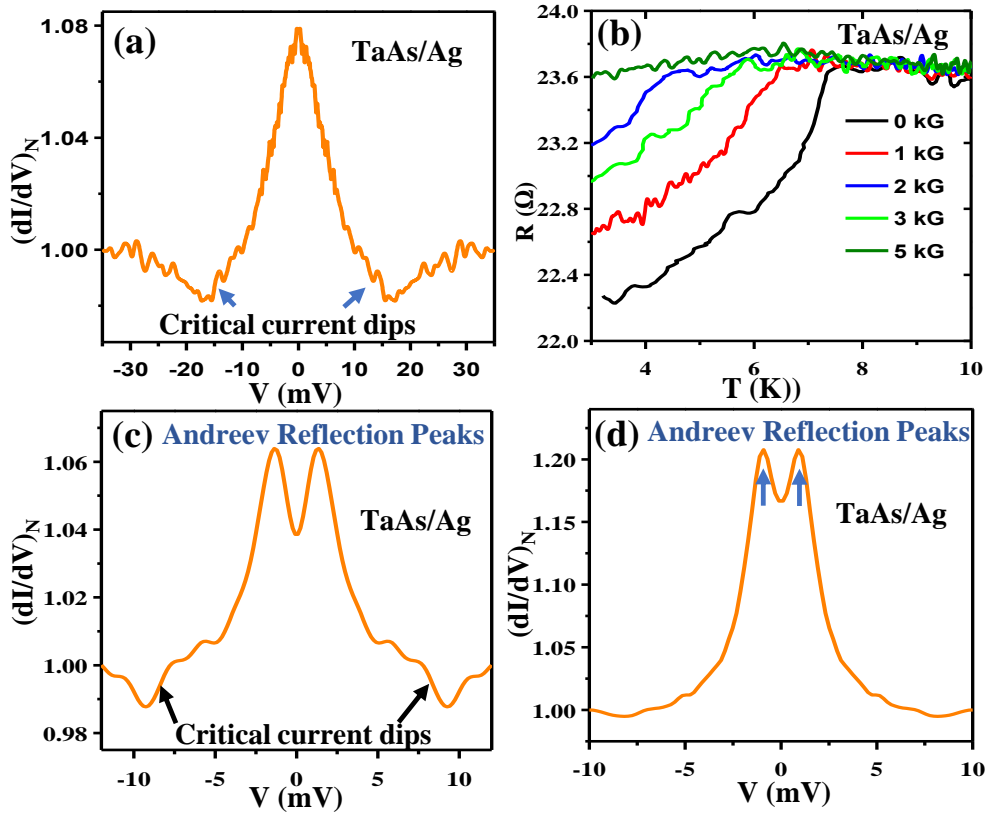 (a)
TaAs/Ag
1.08
1.04
1.00
(dI/dV)N
Critical current dips
-30 -20 -10 0 10 20 30
V (mV)
(b)
TaAs/Ag
24.0
23.6
23.2
22.8
22.4
22.0
R (Ω)
0 kG
1 kG
2 kG
3 kG
5 kG
4 6 8 10
T (K))
(c)
Andreev Reflection Peaks
TaAs/Ag
1.06
1.04
1.02
1.00
0.98
(dI/dV)N
Critical current dips
-10 -5 0 5 10
V (mV)
(d)
Andreev Reflection Peaks
TaAs/Ag
1.20
1.15
1.10
1.05
1.00
(dI/dV)N
-10 -5 0 5 10
V (mV)